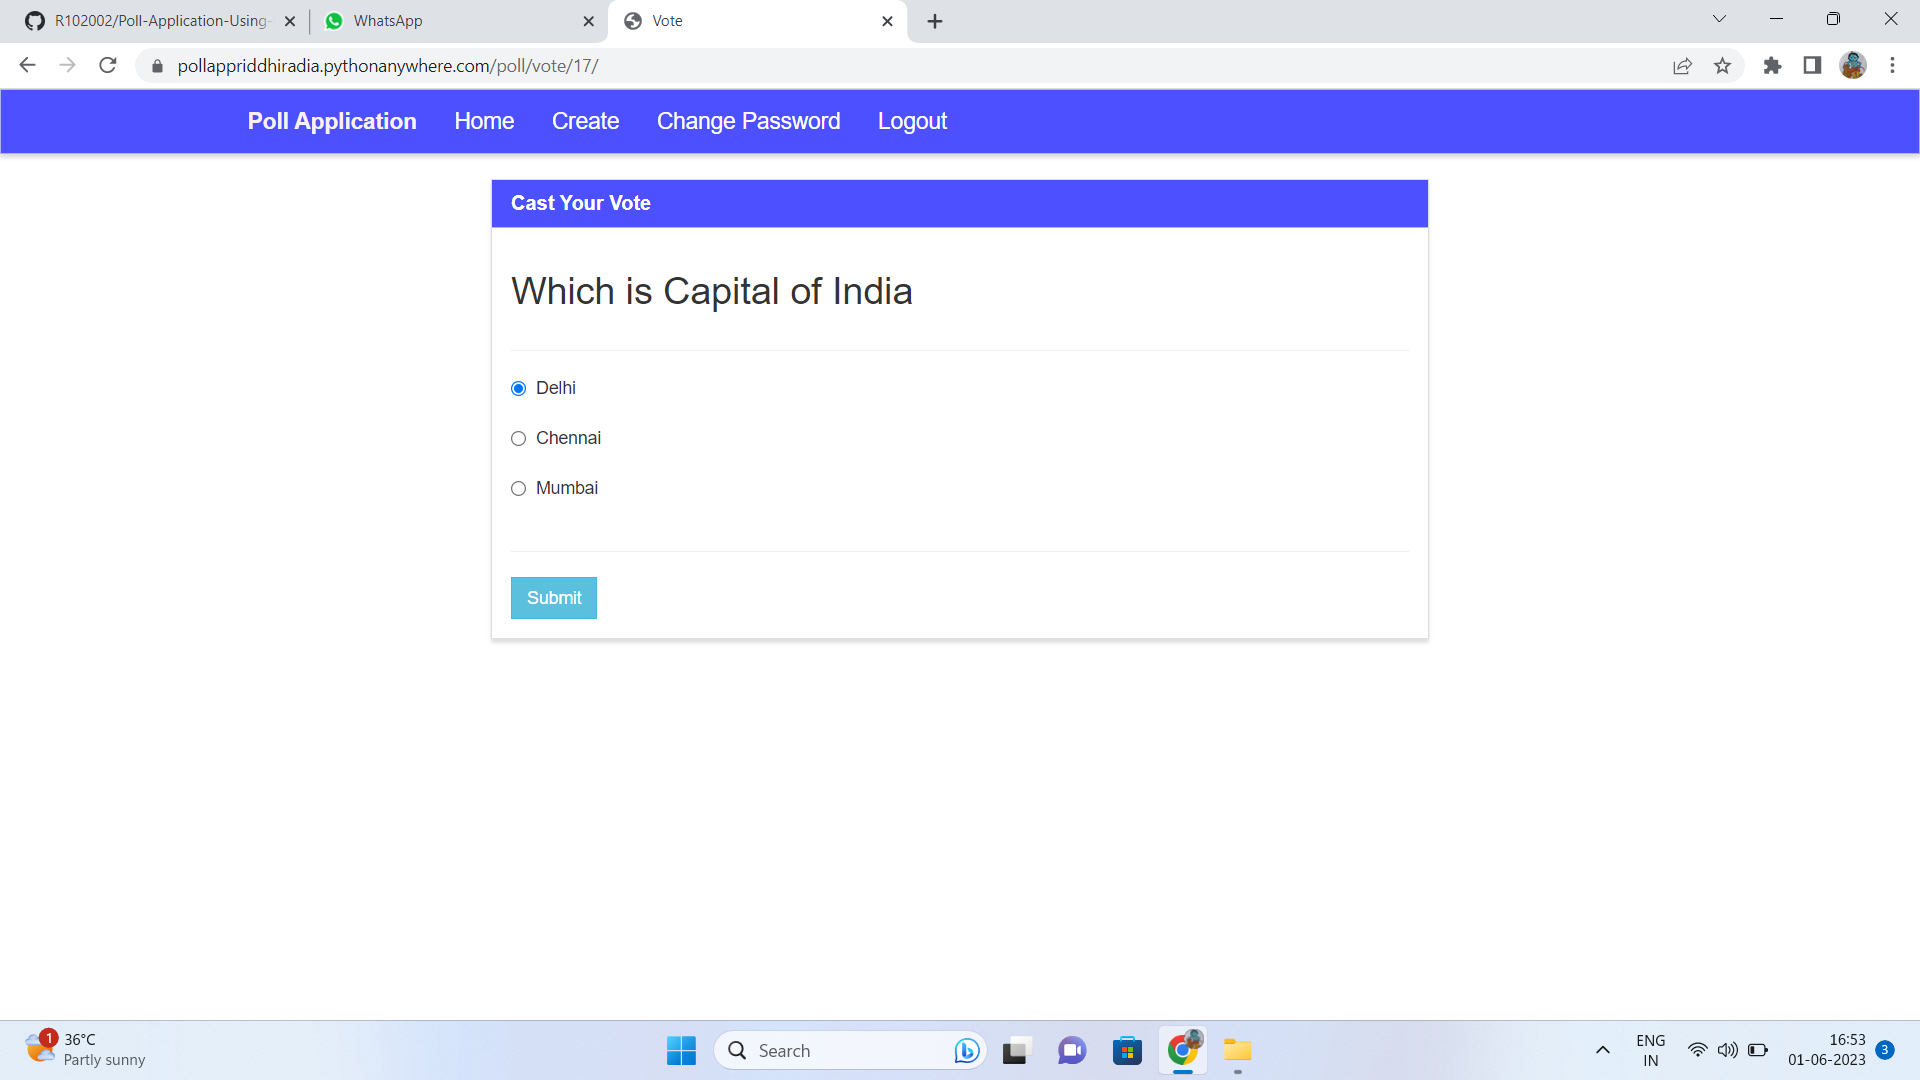 R102002/Poll-Application-Using-
WhatsApp
Vote
pollappriddhiradia.pythonanywhere.com/poll/vote/17/
Poll Application Home Create Change Password Logout
Cast Your Vote
Which is Capital of India
Delhi
Chennai
Mumbai
Submit
1
36°C
Partly sunny
Search
ENG
IN
16:53
01-06-2023
3